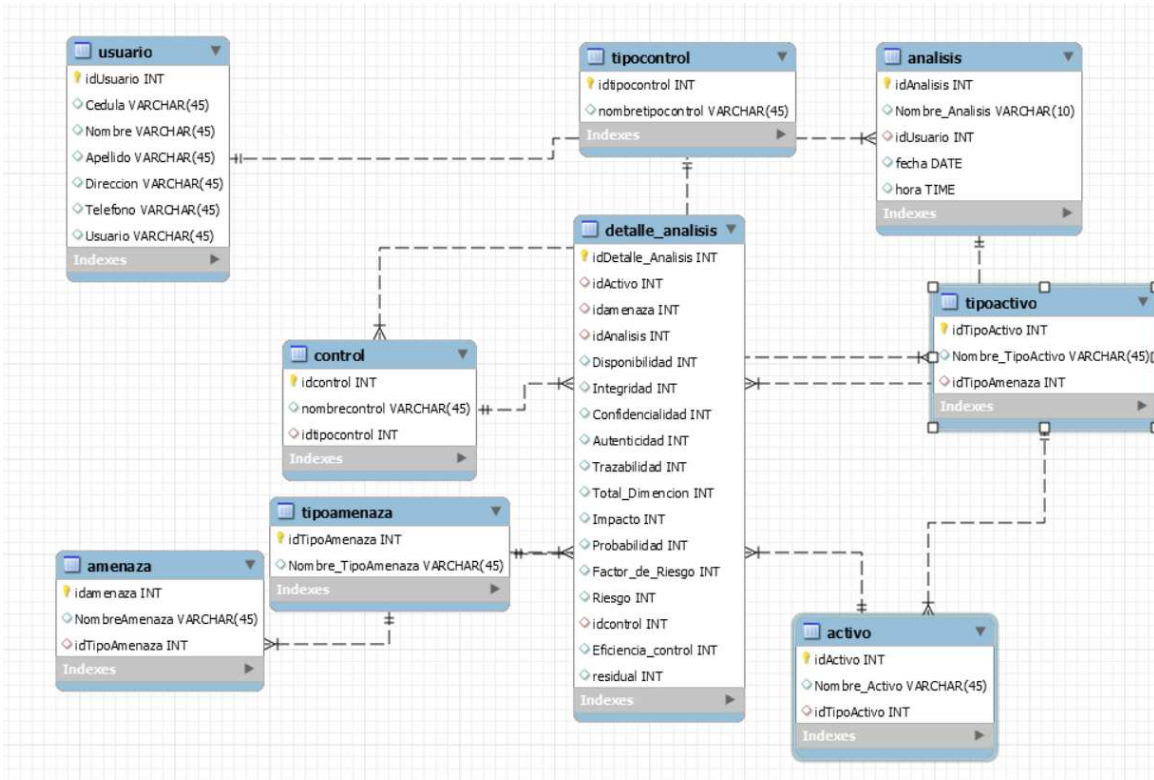 usuario
idUsuario INT
Cedula VARCHAR(45)
Nombre VARCHAR(45)
Apellido VARCHAR(45)
Direccion VARCHAR(45)
Telefono VARCHAR(45)
Usuario VARCHAR(45)
Indexes
tipocontrol
idtipocontrol INT
nombretipocontrol VARCHAR(45)
Indexes
analisis
idAnalisis INT
Nombre_Analisis VARCHAR(10)
idUsuario INT
fecha DATE
hora TIME
Indexes
detalle_analisis
idDetalle_Analisis INT
idActivo INT
idamenaza INT
idAnalisis INT
Disponibilidad INT
Integridad INT
Confidencialidad INT
Autenticidad INT
Trazabilidad INT
Total_Dimencion INT
Impacto INT
Probabilidad INT
Factor_de_Riesgo INT
Riesgo INT
idcontrol INT
Eficiencia_control INT
residual INT
Indexes
tipoactivo
idTipoActivo INT
Nombre_TipoActivo VARCHAR(45)
idTipoAmenaza INT
Indexes
control
idcontrol INT
nombrecontrol VARCHAR(45)
idtipocontrol INT
Indexes
tipoamenaza
idTipoAmenaza INT
Nombre_TipoAmenaza VARCHAR(45)
Indexes
amenaza
idamenaza INT
NombreAmenaza VARCHAR(45)
idTipoAmenaza INT
Indexes
activo
idActivo INT
Nombre_Activo VARCHAR(45)
idTipoActivo INT
Indexes